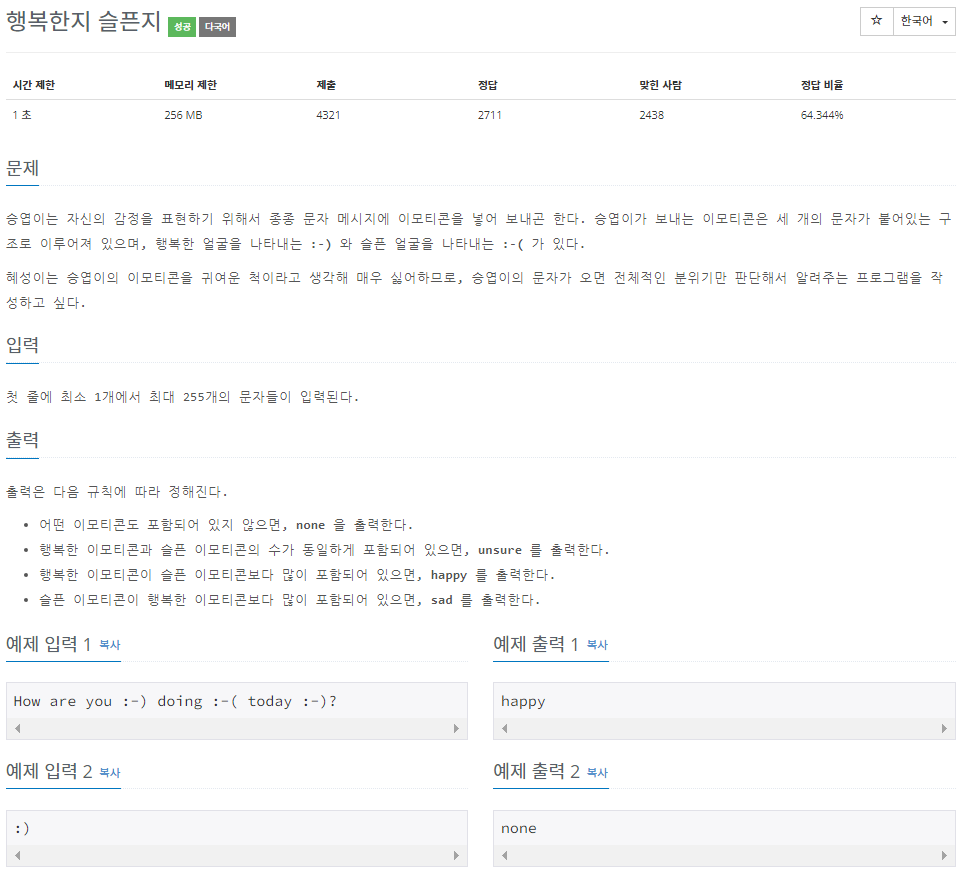 행복한지 슬픈지 성공 다국어
☆ 한국어
시간 제한 메모리 제한 제출 정답 맞힌 사람 정답 비율
1 초 256 MB 4321 2711 2438 64.344%
문제
승엽이는 자신의 감정을 표현하기 위해서 종종 문자 메시지에 이모티콘을 넣어 보내곤 한다. 승엽이가 보내는 이모티콘은 세 개의 문자가 붙어있는 구
조로 이루어져 있으며, 행복한 얼굴을 나타내는 :-) 와 슬픈 얼굴을 나타내는 :-( 가 있다.
혜성이는 승엽이의 이모티콘을 귀여운 척이라고 생각해 매우 싫어하므로, 승엽이의 문자가 오면 전체적인 분위기만 판단해서 알려주는 프로그램을 작
성하고 싶다.
입력
첫 줄에 최소 1개에서 최대 255개의 문자들이 입력된다.
출력
출력은 다음 규칙에 따라 정해진다.
• 어떤 이모티콘도 포함되어 있지 않으면, none 을 출력한다.
• 행복한 이모티콘과 슬픈 이모티콘의 수가 동일하게 포함되어 있으면, unsure 를 출력한다.
• 행복한 이모티콘이 슬픈 이모티콘보다 많이 포함되어 있으면, happy 를 출력한다.
• 슬픈 이모티콘이 행복한 이모티콘보다 많이 포함되어 있으면, sad 를 출력한다.
예제 입력 1 복사
How are you :-) doing :-( today :-)?
예제 출력 1 복사
happy
예제 입력 2 복사
:)
예제 출력 2 복사
none